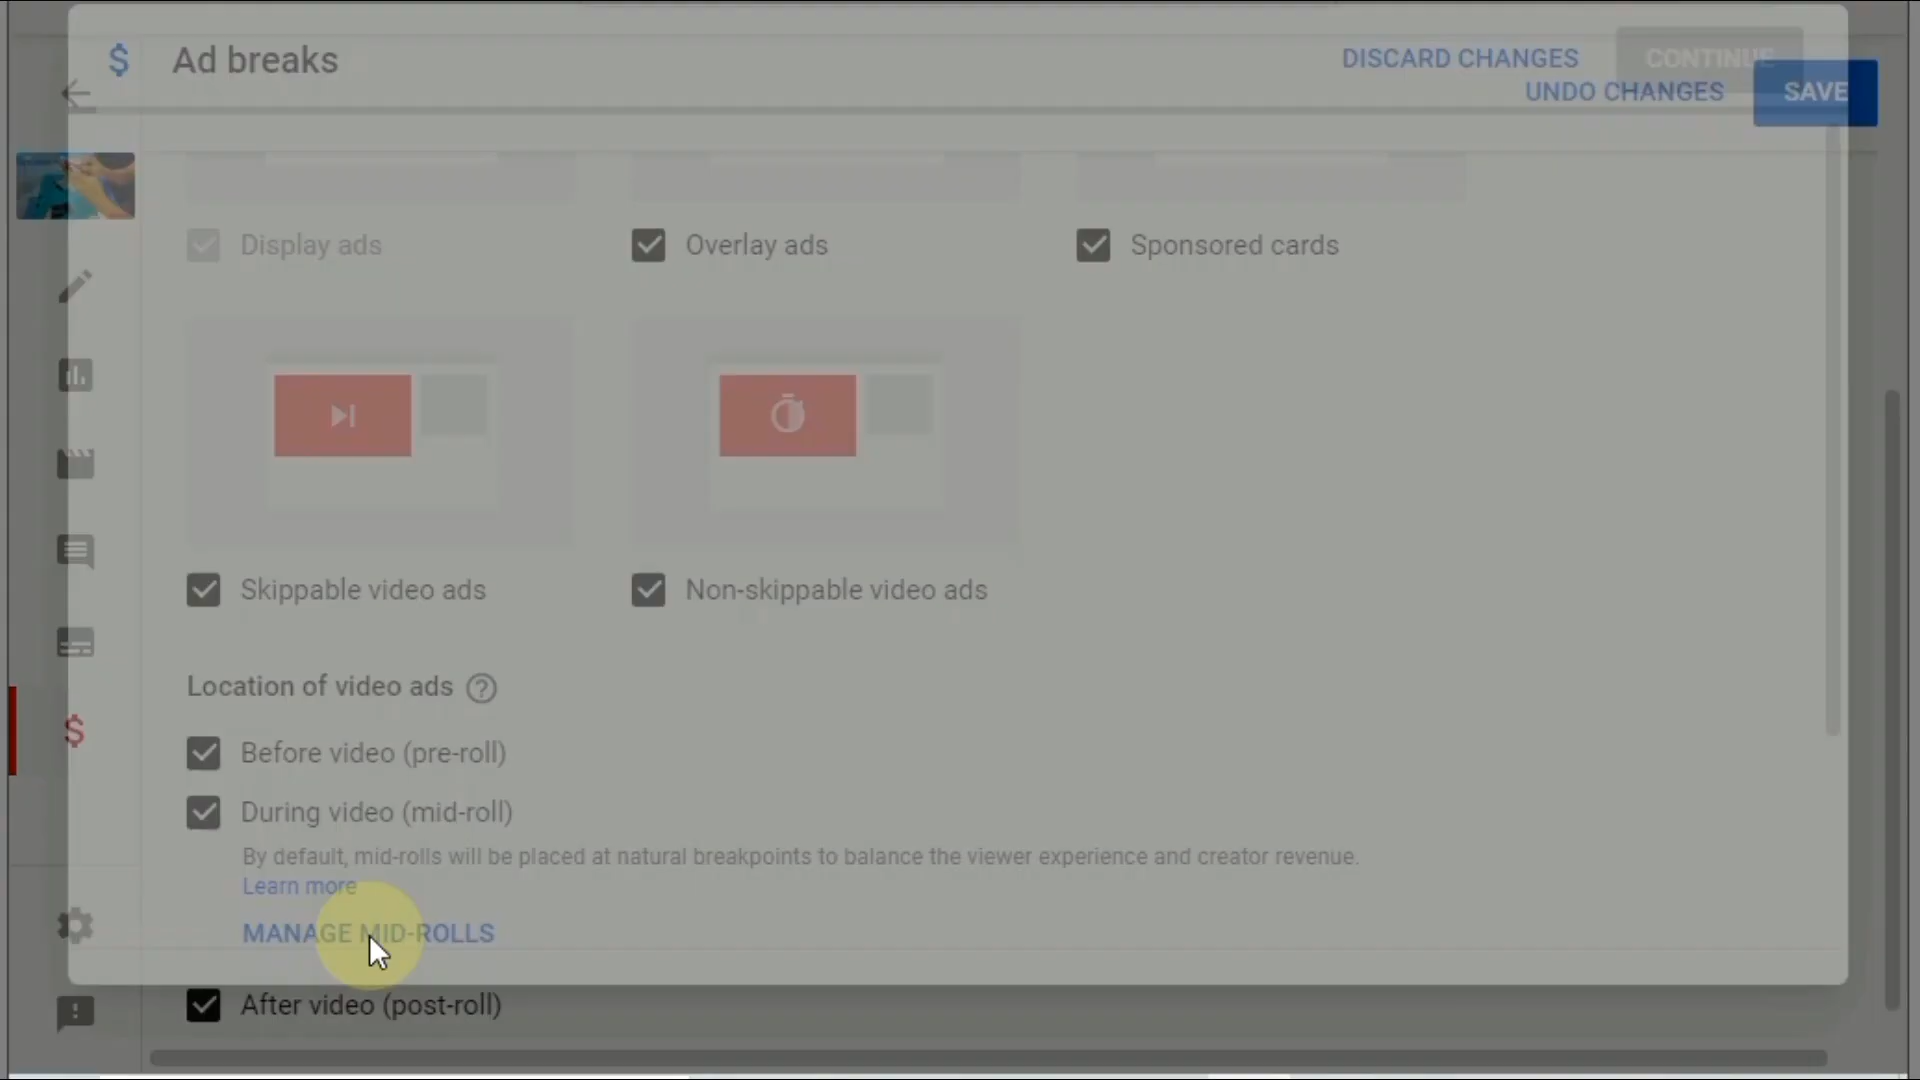 $ Ad breaks
DISCARD CHANGES
CONTINUE
UNDO CHANGES
SAVE
Display ads
Overlay ads
Sponsored cards
Skippable video ads
Non-skippable video ads
Location of video ads ?
$
Before video (pre-roll)
During video (mid-roll)
By default, mid-rolls will be placed at natural breakpoints to balance the viewer experience and creator revenue.
Learn more
MANAGE MID-ROLLS
After video (post-roll)